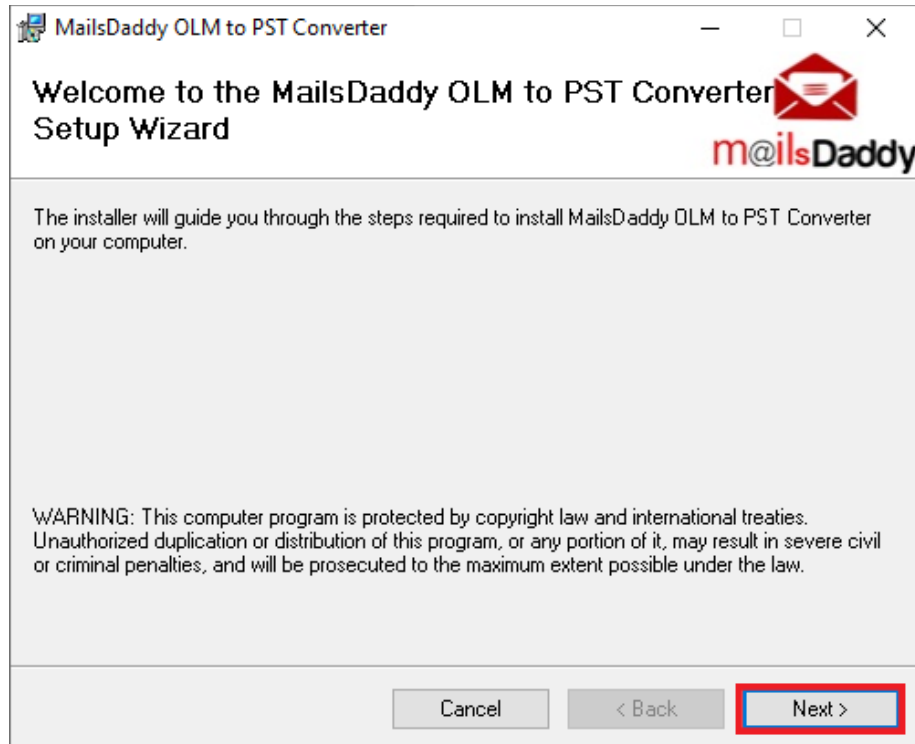 MailsDaddy OLM to PST Converter
Welcome to the MailsDaddy OLM to PST Converter
Setup Wizard
m@ilsDaddy
The installer will guide you through the steps required to install MailsDaddy OLM to PST Converter
on your computer.
WARNING: This computer program is protected by copyright law and international treaties.
Unauthorized duplication or distribution of this program, or any portion of it, may result in severe civil
or criminal penalties, and will be prosecuted to the maximum extent possible under the law.
Cancel < Back Next >